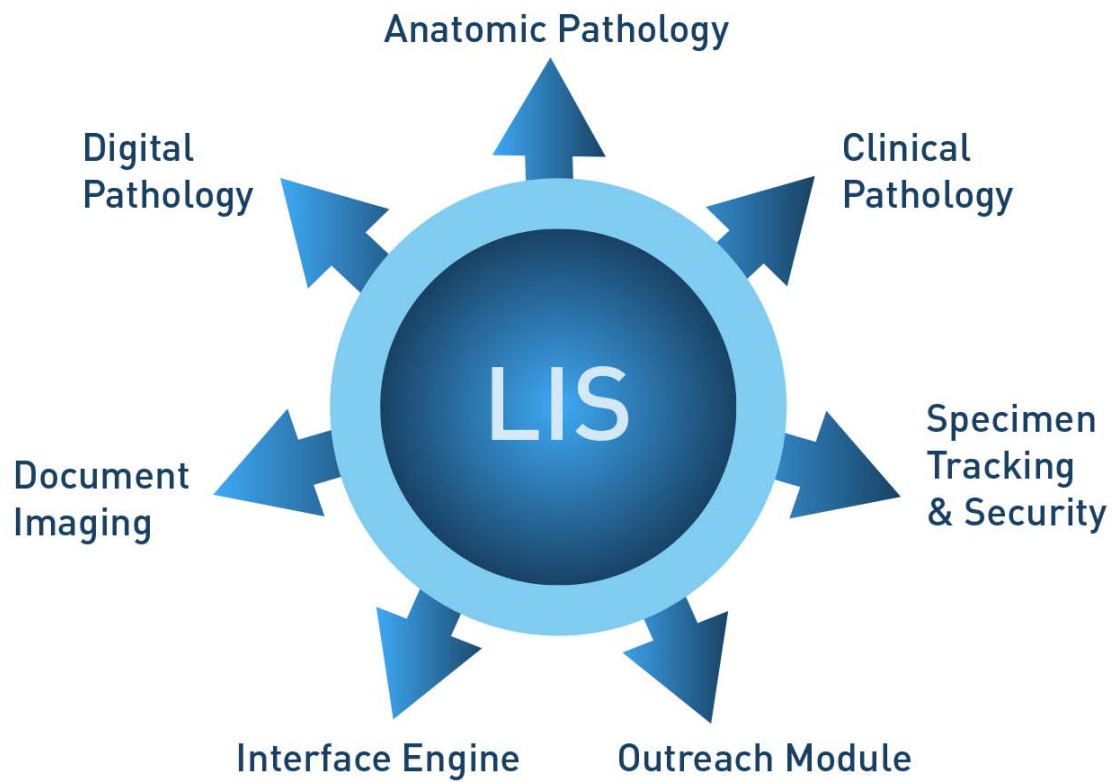 Anatomic Pathology
Digital
Pathology
Clinical
Pathology
LIS
Document
Imaging
Specimen
Tracking
& Security
Interface Engine
Outreach Module